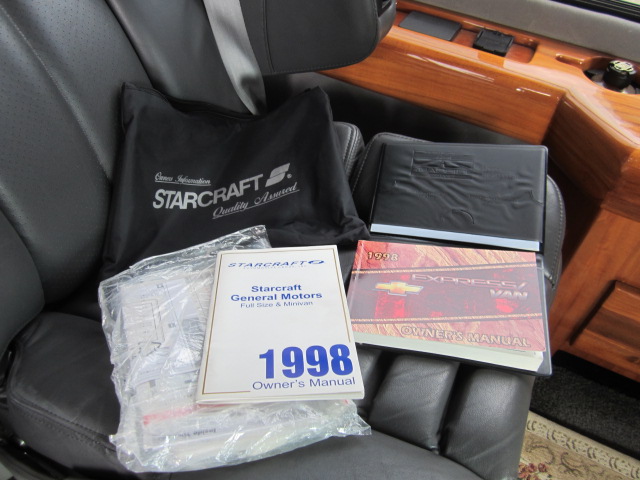 Owner Information
STARCRAFT
Quality Assured
STARCRAFT
Starcraft
General Motors
Full Size & Minivan
1998
Owner's Manual
1998
EXPRESS/
VAN
OWNER'S MANUAL